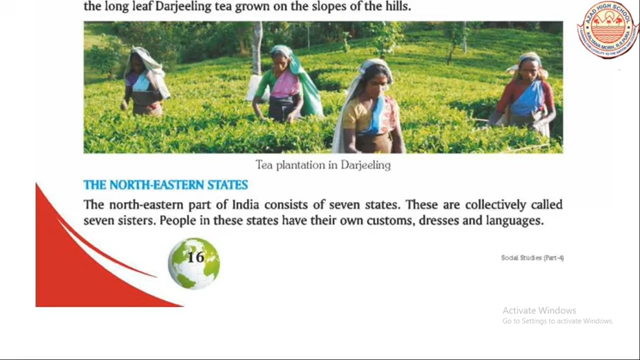 the long leaf Darjeeling tea grown on the slopes of the hills.
Tea plantation in Darjeeling
THE NORTH-EASTERN STATES
The north-eastern part of India consists of seven states. These are collectively called
seven sisters. People in these states have their own customs, dresses and languages.
16
Social Studies (Part-4)
AZAD HIGH SCHOOL
Activate Windows
Go to Settings to activate Windows.